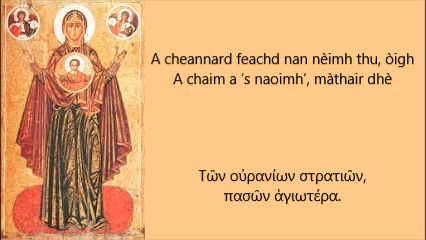 A cheannard feachd nan nèimh thu, òigh
A chaim a ‘s naoimh’, màthair dhè
Τῶν οὐρανίων στρατιῶν,
πασῶν ἁγιωτέρα.